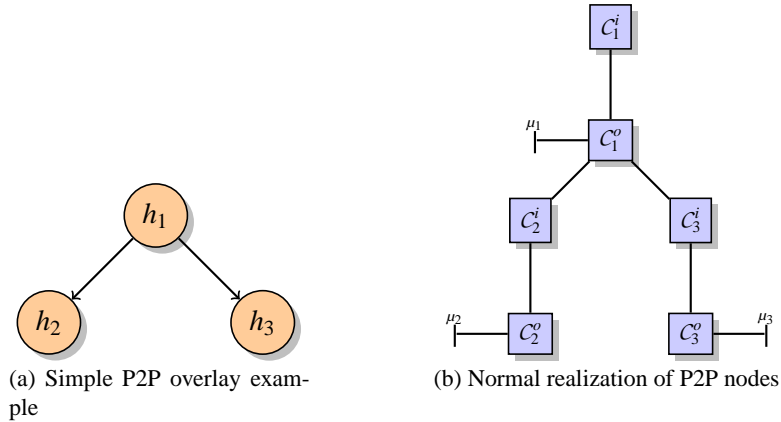 h₁
h₂ h₃
(a) Simple P2P overlay exam-
ple
𝒞₁ⁱ
μ₁ 𝒞₁ᵒ
𝒞₂ⁱ 𝒞₃ⁱ
μ₂ 𝒞₂ᵒ 𝒞₃ᵒ μ₃
(b) Normal realization of P2P nodes